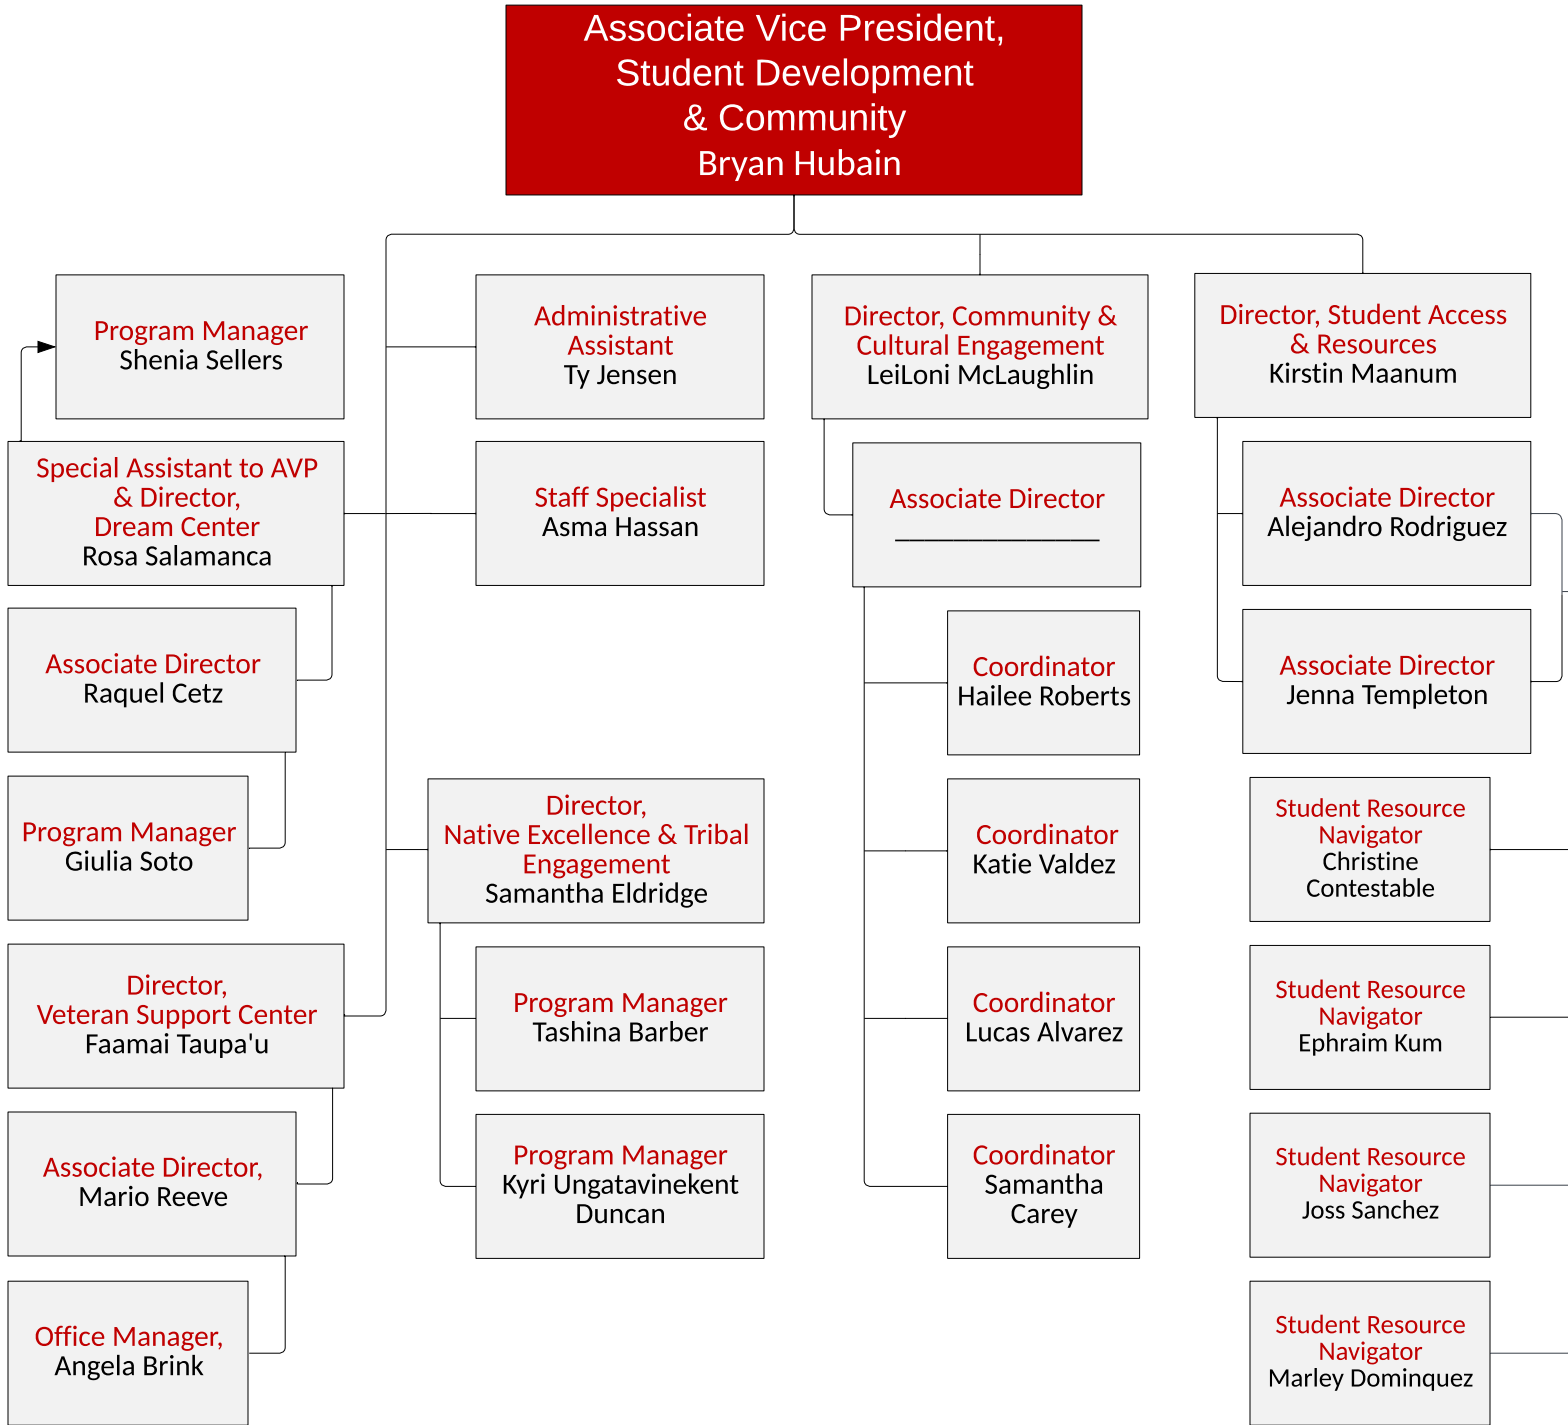 Associate Vice President,
Student Development
& Community
Bryan Hubain
Program Manager
Shenia Sellers
Administrative
Assistant
Ty Jensen
Director, Community &
Cultural Engagement
LeiLoni McLaughlin
Director, Student Access
& Resources
Kirstin Maanum
Special Assistant to AVP
& Director,
Dream Center
Rosa Salamanca
Staff Specialist
Asma Hassan
Associate Director
_______________
Associate Director
Alejandro Rodriguez
Associate Director
Raquel Cetz
Coordinator
Hailee Roberts
Associate Director
Jenna Templeton
Program Manager
Giulia Soto
Director,
Native Excellence & Tribal
Engagement
Samantha Eldridge
Coordinator
Katie Valdez
Student Resource
Navigator
Christine
Contestable
Director,
Veteran Support Center
Faamai Taupa'u
Program Manager
Tashina Barber
Coordinator
Lucas Alvarez
Student Resource
Navigator
Ephraim Kum
Associate Director,
Mario Reeve
Program Manager
Kyri Ungatavinekent
Duncan
Coordinator
Samantha
Carey
Student Resource
Navigator
Joss Sanchez
Office Manager,
Angela Brink
Student Resource
Navigator
Marley Dominquez